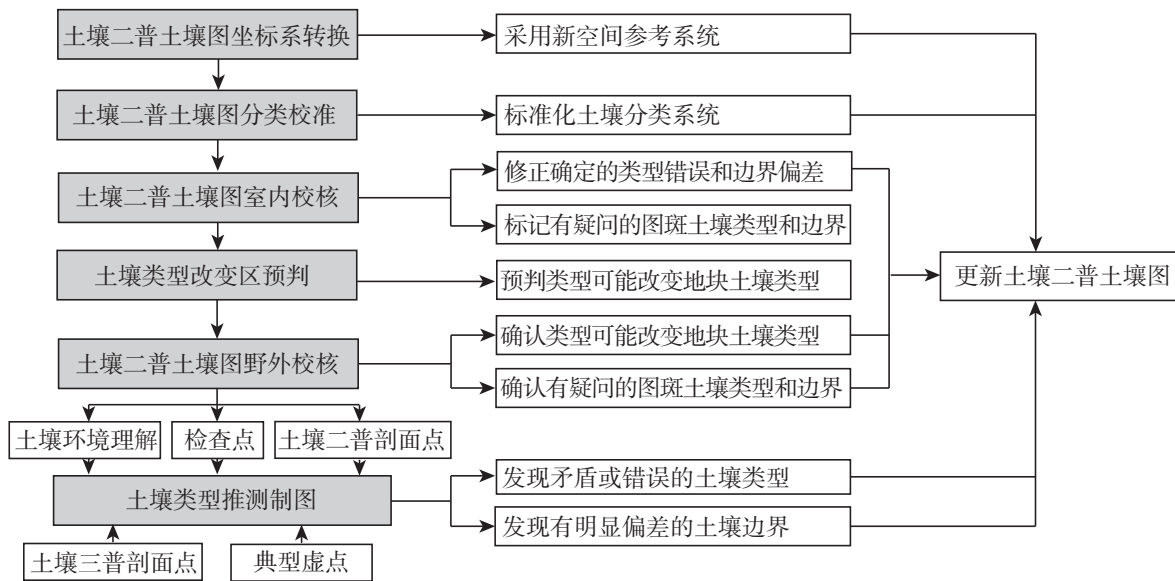 土壤二普土壤图坐标系转换
采用新空间参考系统
土壤二普土壤图分类校准
标准化土壤分类系统
土壤二普土壤图室内校核
修正确定的类型错误和边界偏差
标记有疑问的图斑土壤类型和边界
土壤类型改变区预判
预判类型可能改变地块土壤类型
更新土壤二普土壤图
土壤二普土壤图野外校核
确认类型可能改变地块土壤类型
确认有疑问的图斑土壤类型和边界
土壤环境理解
检查点
土壤二普剖面点
土壤类型推测制图
发现矛盾或错误的土壤类型
发现有明显偏差的土壤边界
土壤三普剖面点
典型虚点